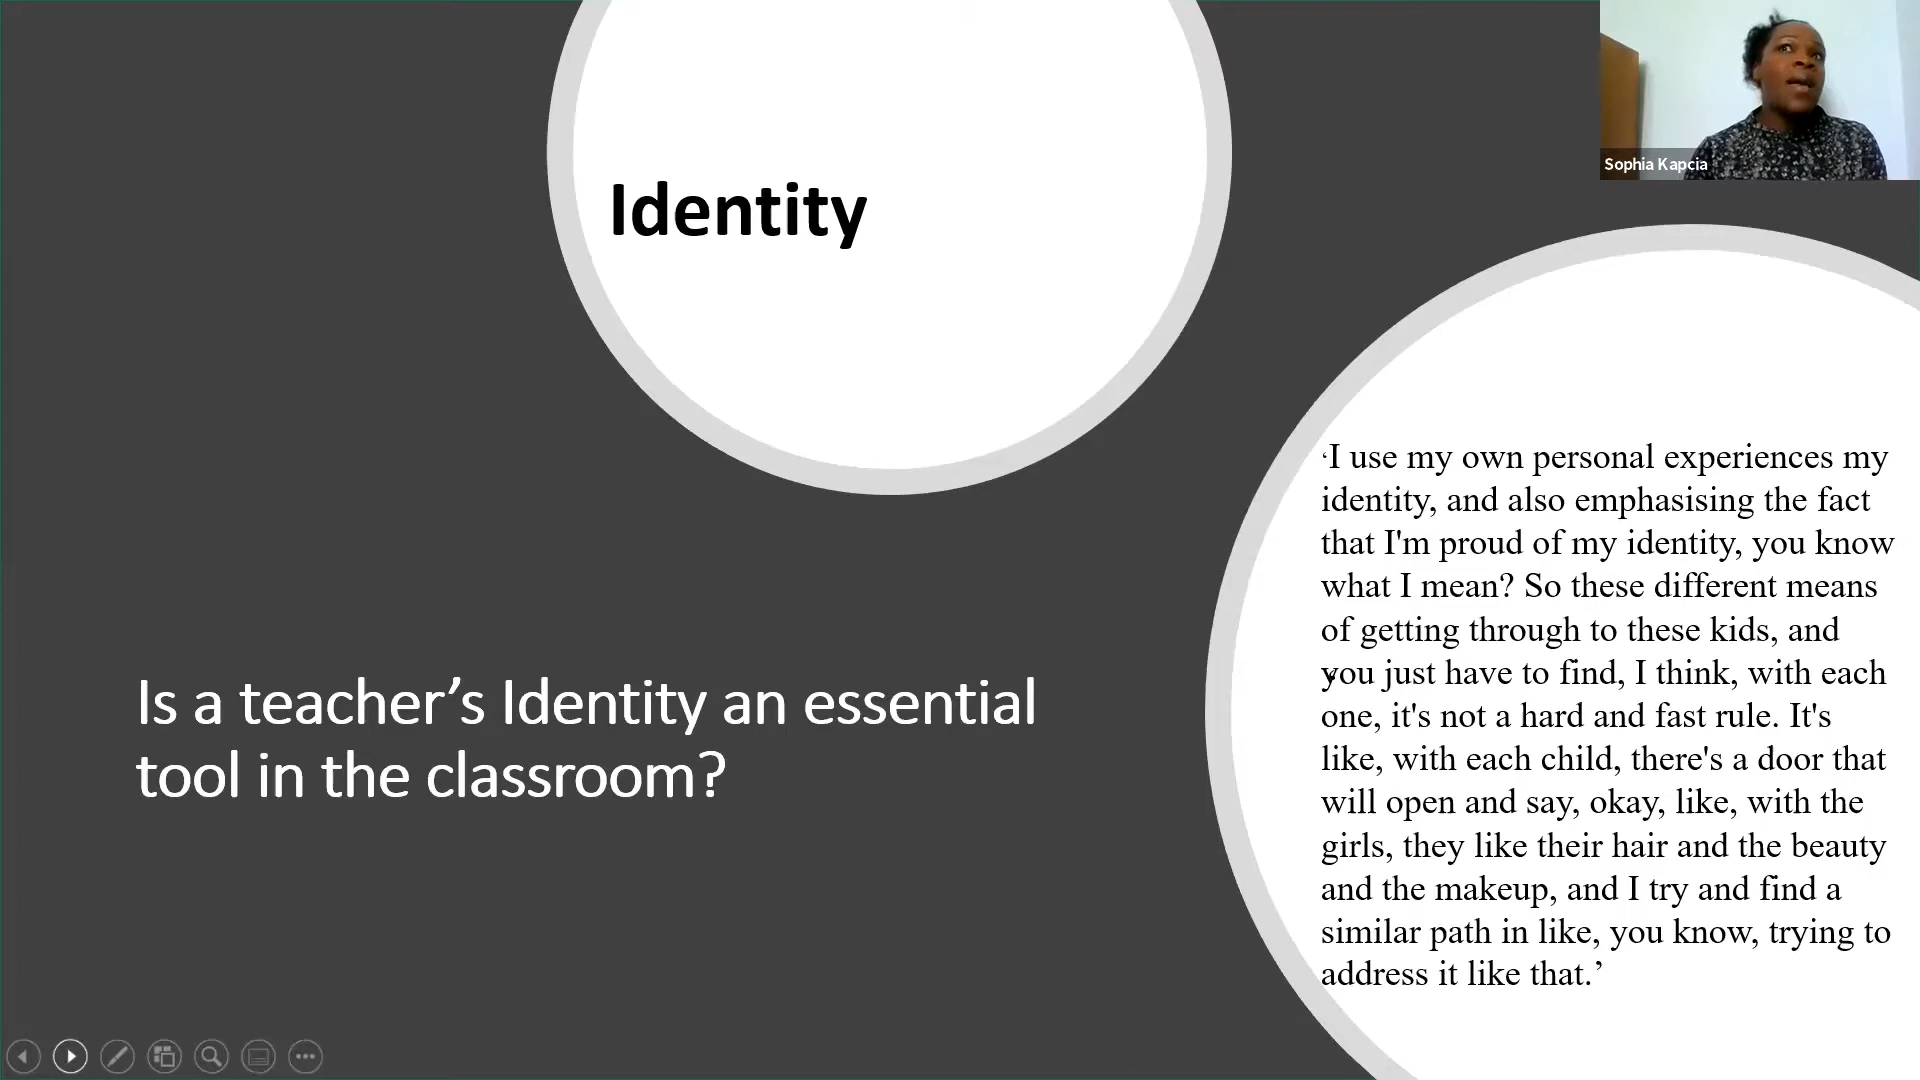 Identity
Sophia Kapcia
Is a teacher’s Identity an essential
tool in the classroom?
‘I use my own personal experiences my
identity, and also emphasising the fact
that I'm proud of my identity, you know
what I mean? So these different means
of getting through to these kids, and
you just have to find, I think, with each
one, it's not a hard and fast rule. It's
like, with each child, there's a door that
will open and say, okay, like, with the
girls, they like their hair and the beauty
and the makeup, and I try and find a
similar path in like, you know, trying to
address it like that.’